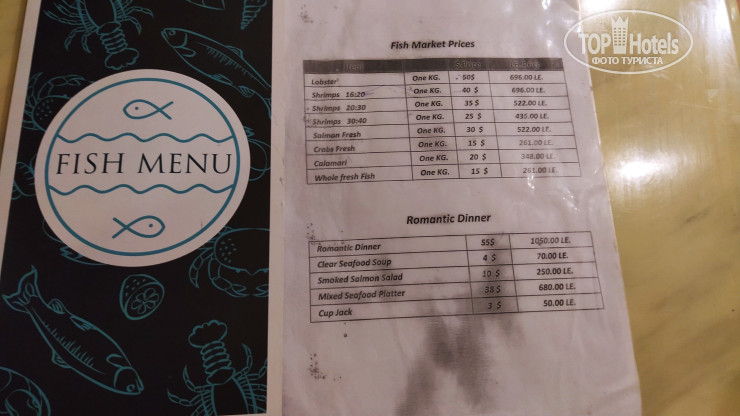 TOP Hotels
ФОТО ТУРИСТА
FISH MENU
Fish Market Prices
Lobster One KG. 50$ 696.00 LE.
Shrimps 16:20 One KG. 40 $ 696.00 LE.
Shrimps 20:30 One KG. 35 $ 522.00 LE.
Shrimps 30:40 One KG. 25 $ 435.00 LE.
Salmon Fresh One KG. 30 $ 522.00 LE.
Crabs Fresh One KG. 15 $ 261.00 LE.
Calamari One KG. 20 $ 348.00 LE.
Whole fresh Fish One KG. 15 $ 261.00 LE.
Romantic Dinner
Romantic Dinner 55$ 1050.00 LE.
Clear Seafood Soup 4 $ 70.00 LE.
Smoked Salmon Salad 10 $ 250.00 LE.
Mixed Seafood Platter 38$ 680.00 LE.
Cup Jack 3 $ 50.00 LE.